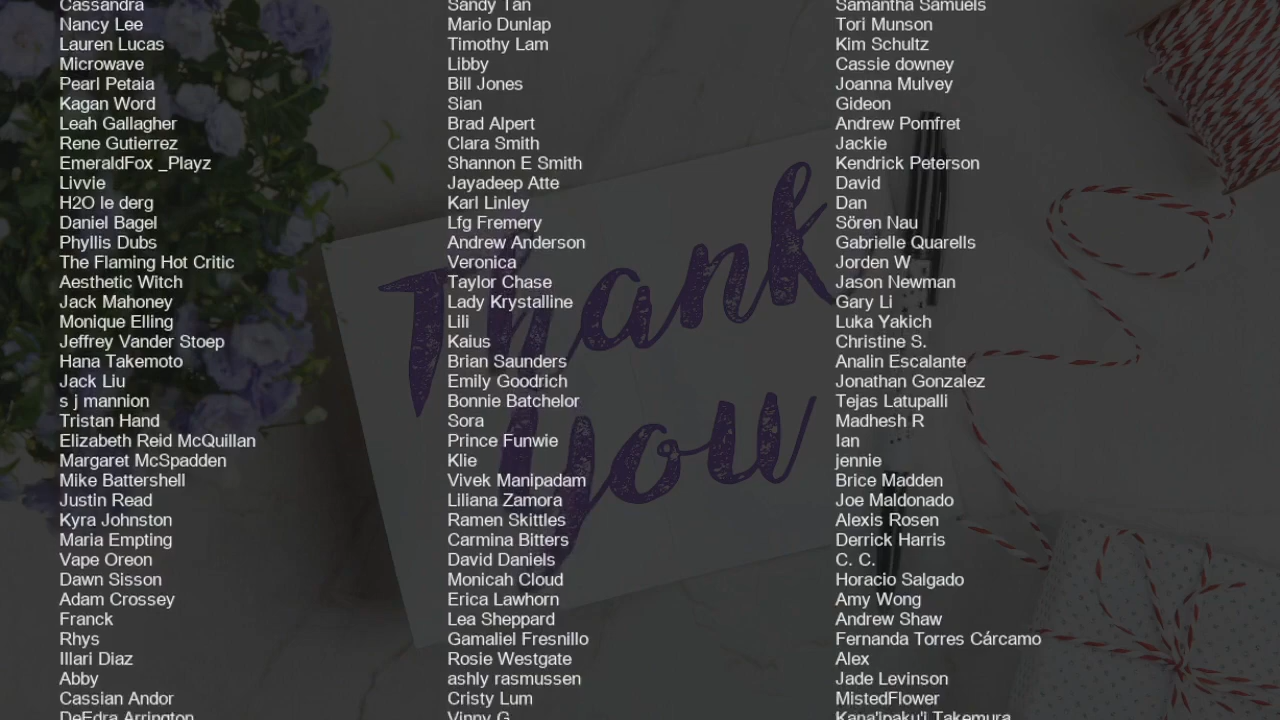 Cassandra
Nancy Lee
Lauren Lucas
Microwave
Pearl Petaia
Kagan Word
Leah Gallagher
Rene Gutierrez
EmeraldFox _Playz
Livvie
H2O le derg
Daniel Bagel
Phyllis Dubs
The Flaming Hot Critic
Aesthetic Witch
Jack Mahoney
Monique Elling
Jeffrey Vander Stoep
Hana Takemoto
Jack Liu
s j mannion
Tristan Hand
Elizabeth Reid McQuillan
Margaret McSpadden
Mike Battershell
Justin Read
Kyra Johnston
Maria Empting
Vape Oreon
Dawn Sisson
Adam Crossey
Franck
Rhys
Illari Diaz
Abby
Cassian Andor
DeEdra Arrington
Sandy Tan
Mario Dunlap
Timothy Lam
Libby
Bill Jones
Sian
Brad Alpert
Clara Smith
Shannon E Smith
Jayadeep Atte
Karl Linley
Lfg Fremery
Andrew Anderson
Veronica
Taylor Chase
Lady Krystalline
Lili
Kaius
Brian Saunders
Emily Goodrich
Bonnie Batchelor
Sora
Prince Funwie
Klie
Vivek Manipadam
Liliana Zamora
Ramen Skittles
Carmina Bitters
David Daniels
Monicah Cloud
Erica Lawhorn
Lea Sheppard
Gamaliel Fresnillo
Rosie Westgate
ashly rasmussen
Cristy Lum
Vinny G
Samantha Samuels
Tori Munson
Kim Schultz
Cassie downey
Joanna Mulvey
Gideon
Andrew Pomfret
Jackie
Kendrick Peterson
David
Dan
Sören Nau
Gabrielle Quarells
Jorden W
Jason Newman
Gary Li
Luka Yakich
Christine S.
Analin Escalante
Jonathan Gonzalez
Tejas Latupalli
Madhesh R
Ian
jennie
Brice Madden
Joe Maldonado
Alexis Rosen
Derrick Harris
C. C.
Horacio Salgado
Amy Wong
Andrew Shaw
Fernanda Torres Cárcamo
Alex
Jade Levinson
MistedFlower
Kana'ipaku'i Takemura
Thank
you